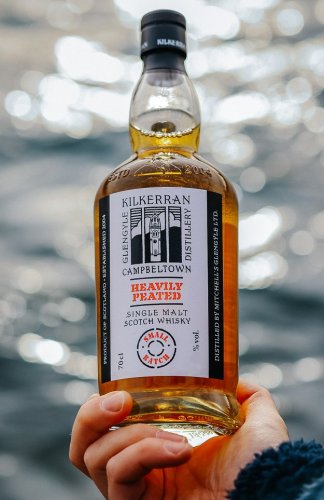 KILKERRAN
KILKERRAN
GLENGYLE
DISTILLERY
CAMPBELTOWN
HEAVILY
PEATED
SINGLE MALT
SCOTCH WHISKY
SMALL
BATCH
70cl
% vol.
PRODUCT OF SCOTLAND • ESTABLISHED 2004
DISTILLED BY MITCHELL'S GLENGYLE LTD.